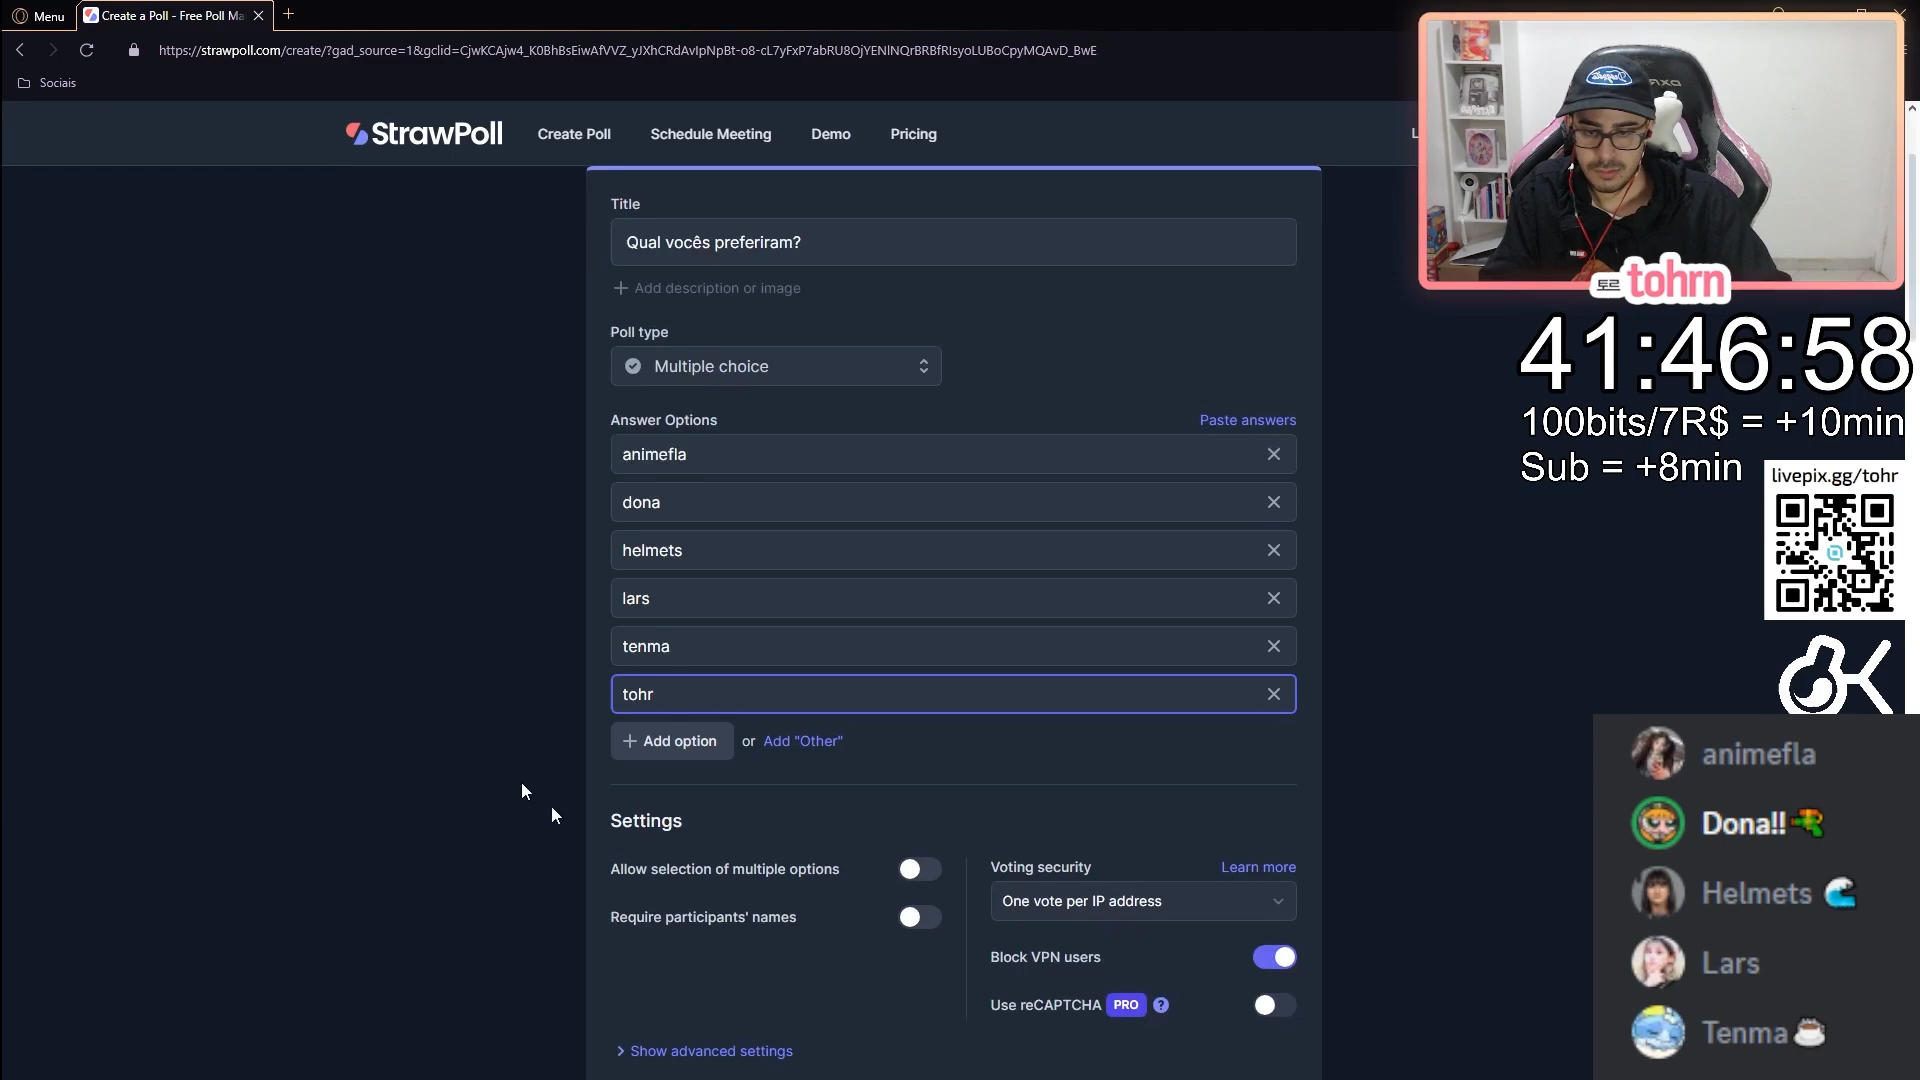 Menu
Create a Poll - Free Poll Ma
https://strawpoll.com/create/?gad_source=1&gclid=CjwKCAjw4_K0BhBsEiwAfVVZ_yJXhCRdAvIpNpBt-o8-cL7yFxP7abRU8OjYENlNQrBRBfRIsyoLUBoCpyMQAvD_BwE
Sociais
StrawPoll
Create Poll
Schedule Meeting
Demo
Pricing
Title
Qual vocês preferiram?
Add description or image
Poll type
Multiple choice
Answer Options
Paste answers
animefla
dona
helmets
lars
tenma
tohr
Add option or Add "Other"
Settings
Allow selection of multiple options
Require participants' names
Voting security
Learn more
One vote per IP address
Block VPN users
Use reCAPTCHA PRO ?
Show advanced settings
DXR
토르 tohrn
41:46:58
100bits/7R$ = +10min
Sub = +8min
livepix.gg/tohr
animefla
Dona!!
Helmets
Lars
Tenma